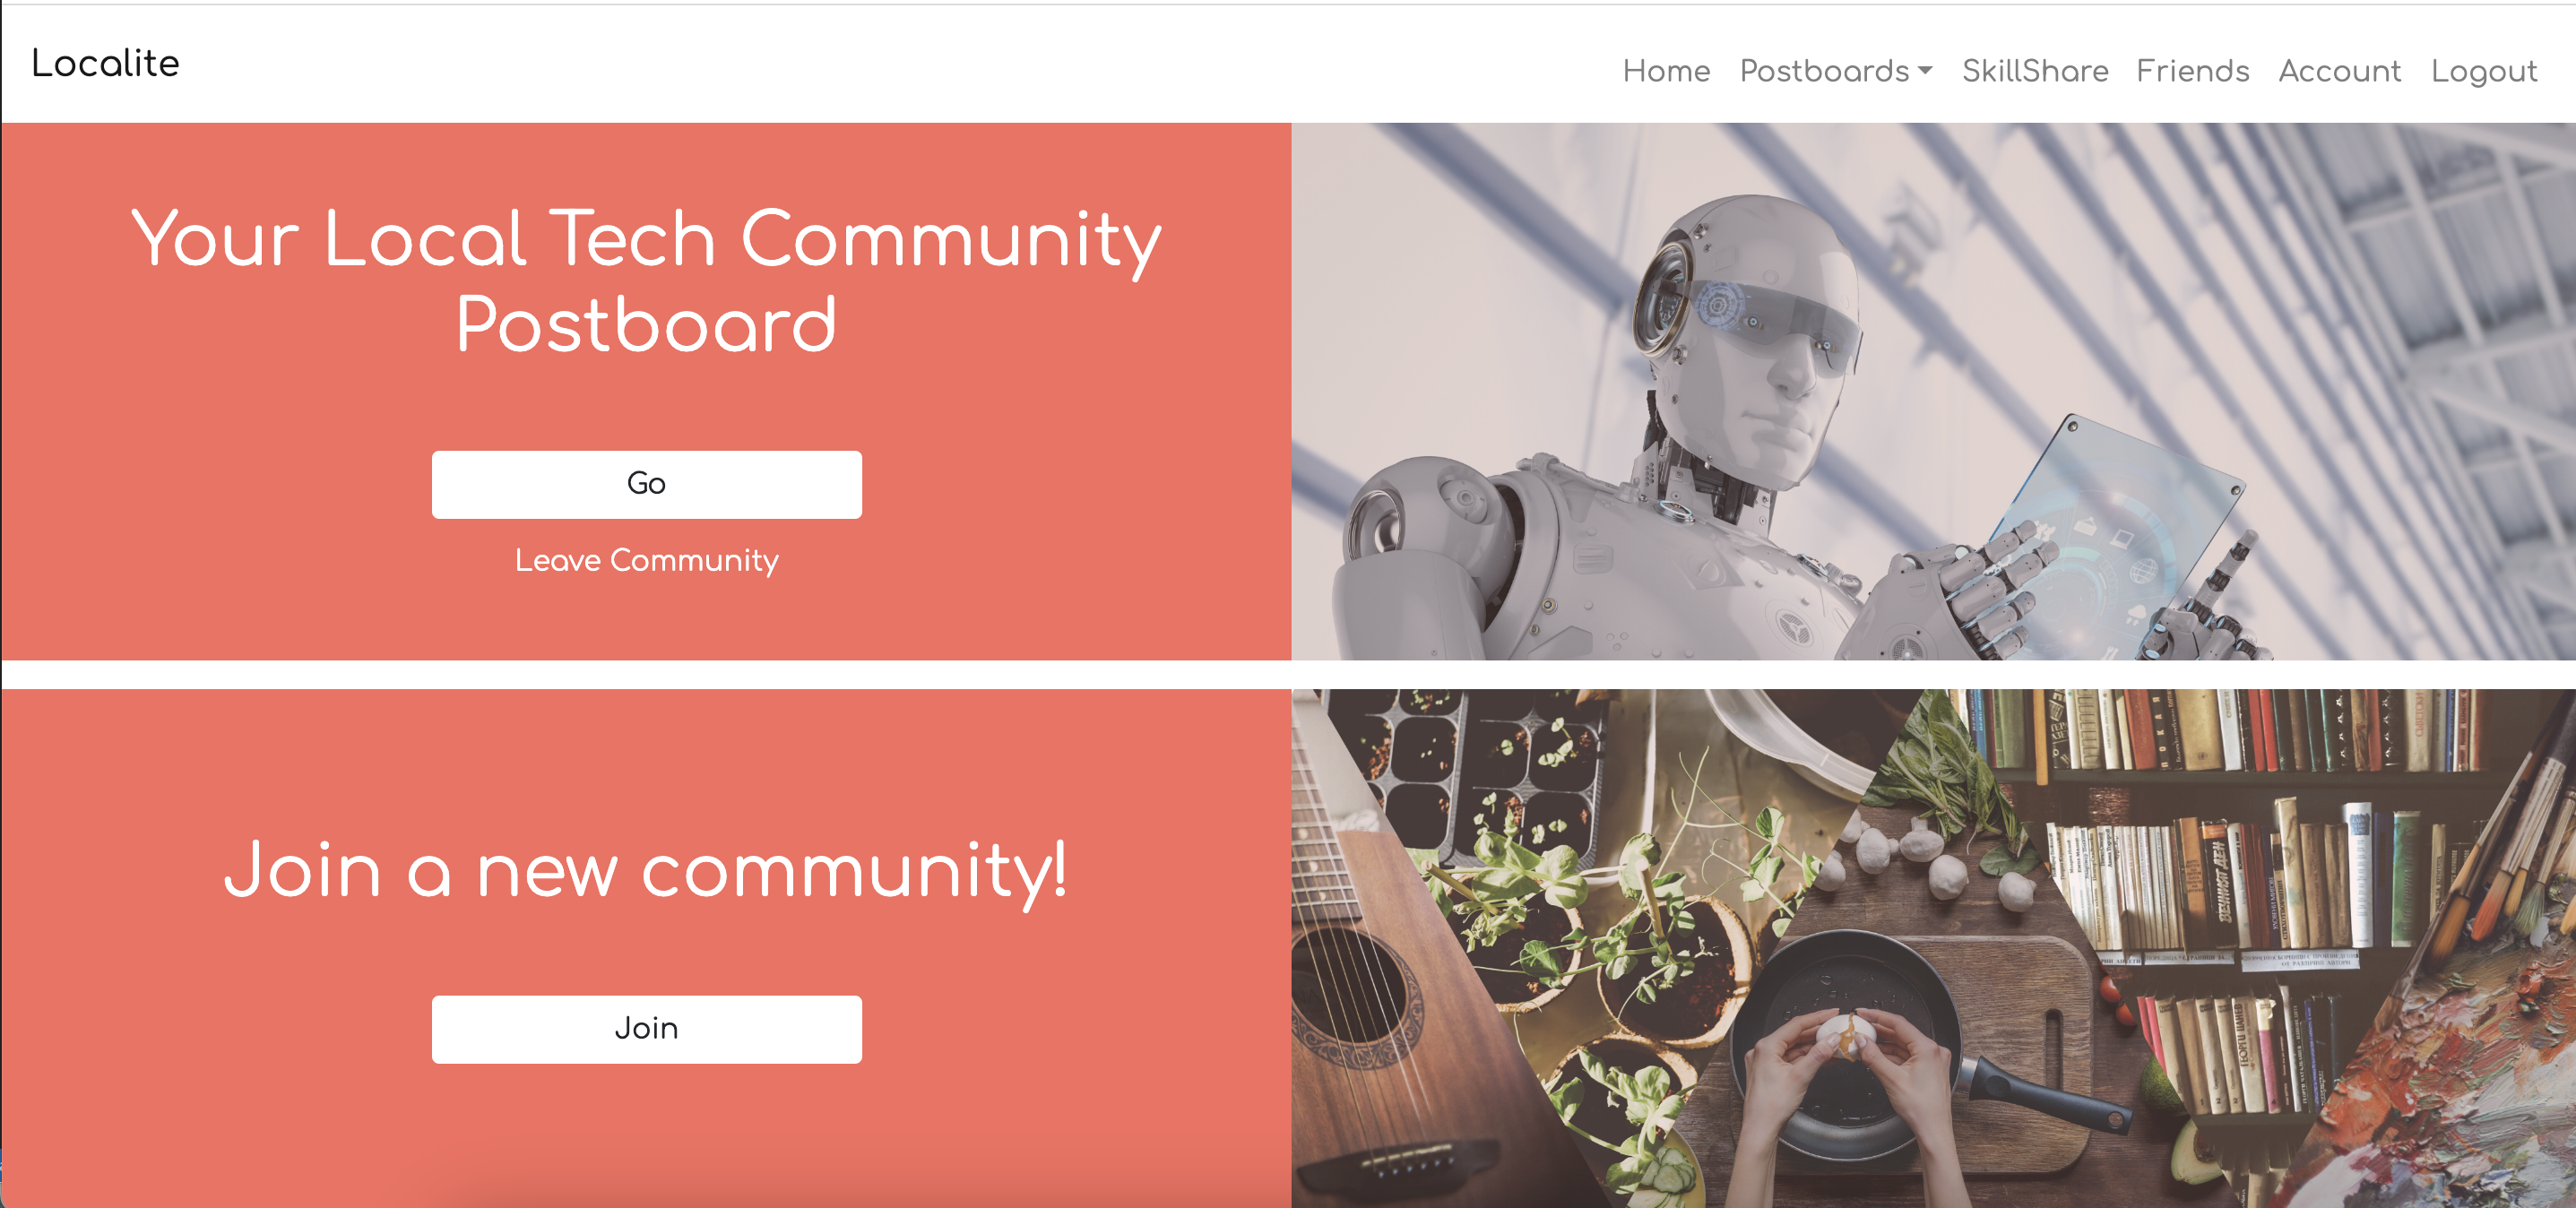 Localite
Home Postboards SkillShare Friends Account Logout
Your Local Tech Community
Postboard
Go
Leave Community
Join a new community!
Join